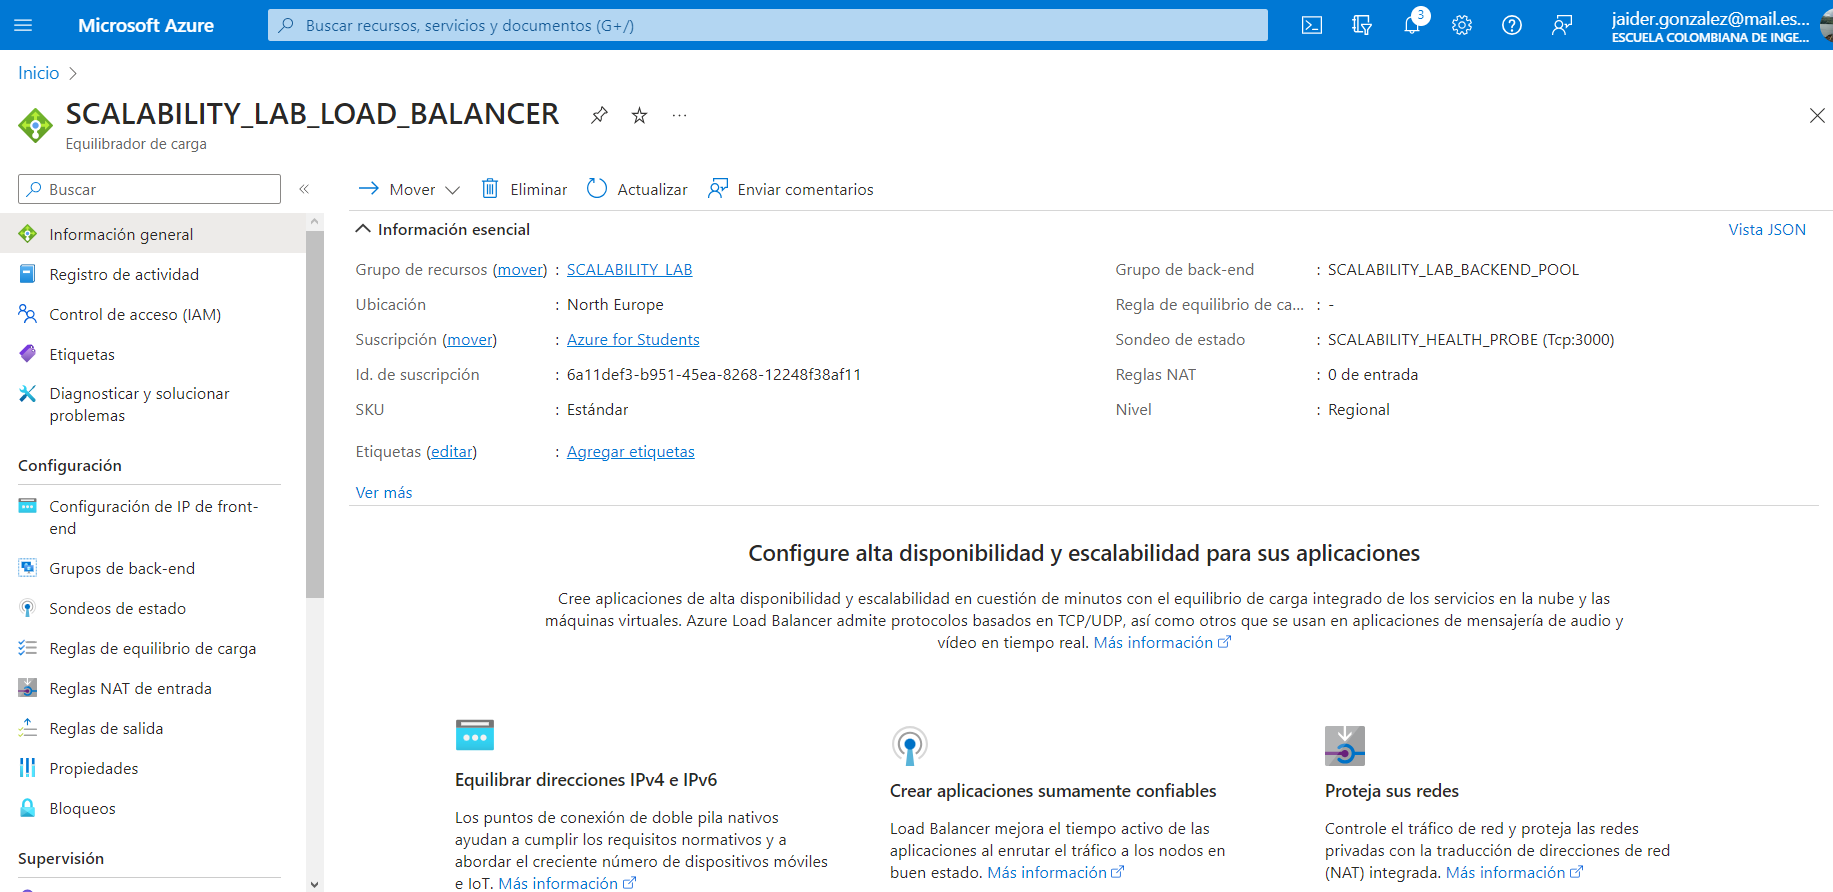 Microsoft Azure
Buscar recursos, servicios y documentos (G+/)
3
jaider.gonzalez@mail.es...
ESCUELA COLOMBIANA DE INGE...
Inicio
SCALABILITY_LAB_LOAD_BALANCER
Equilibrador de carga
Buscar
Información general
Registro de actividad
Control de acceso (IAM)
Etiquetas
Diagnosticar y solucionar
problemas
Configuración
Configuración de IP de front-
end
Grupos de back-end
Sondeos de estado
Reglas de equilibrio de carga
Reglas NAT de entrada
Reglas de salida
Propiedades
Bloqueos
Supervisión
Mover
Eliminar
Actualizar
Enviar comentarios
Información esencial
Vista JSON
Grupo de recursos (mover) : SCALABILITY_LAB
Ubicación : North Europe
Suscripción (mover) : Azure for Students
Id. de suscripción : 6a11def3-b951-45ea-8268-12248f38af11
SKU : Estándar
Etiquetas (editar) : Agregar etiquetas
Grupo de back-end : SCALABILITY_LAB_BACKEND_POOL
Regla de equilibrio de ca... : -
Sondeo de estado : SCALABILITY_HEALTH_PROBE (Tcp:3000)
Reglas NAT : 0 de entrada
Nivel : Regional
Ver más
Configure alta disponibilidad y escalabilidad para sus aplicaciones
Cree aplicaciones de alta disponibilidad y escalabilidad en cuestión de minutos con el equilibrio de carga integrado de los servicios en la nube y las
máquinas virtuales. Azure Load Balancer admite protocolos basados en TCP/UDP, así como otros que se usan en aplicaciones de mensajería de audio y
vídeo en tiempo real. Más información
Equilibrar direcciones IPv4 e IPv6
Los puntos de conexión de doble pila nativos
ayudan a cumplir los requisitos normativos y a
abordar el creciente número de dispositivos móviles
e IoT. Más información
Crear aplicaciones sumamente confiables
Load Balancer mejora el tiempo activo de las
aplicaciones al enrutar el tráfico a los nodos en
buen estado. Más información
Proteja sus redes
Controle el tráfico de red y proteja las redes
privadas con la traducción de direcciones de red
(NAT) integrada. Más información